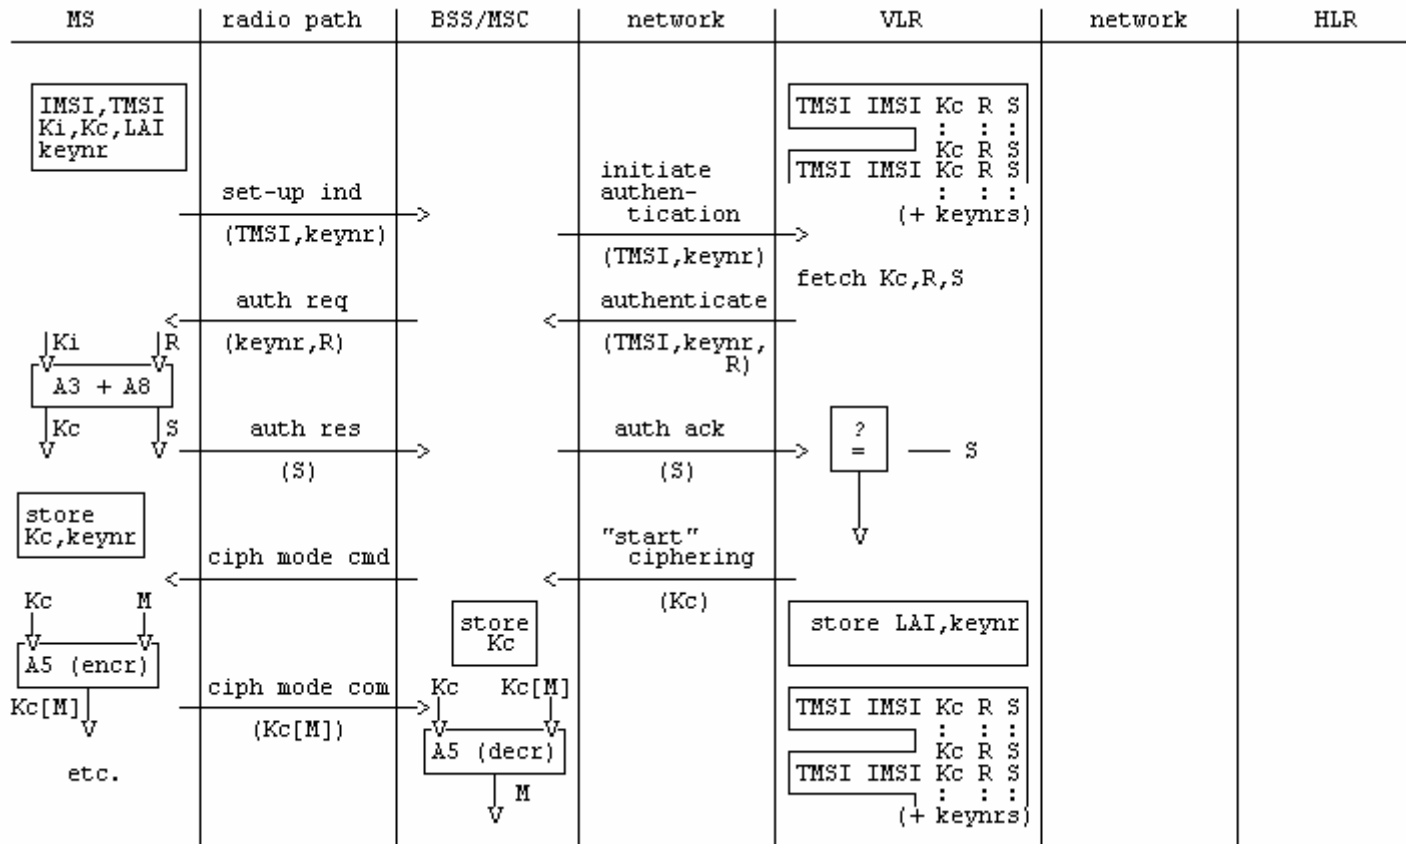 MS radio path BSS/MSC network VLR network HLR
IMSI,TMSI
Ki,Kc,LAI
keynr
TMSI IMSI Kc R S
: : :
Kc R S
TMSI IMSI Kc R S
: : :
(+ keynrs)
set-up ind
(TMSI,keynr)
initiate
authen-
tication
(TMSI,keynr)
fetch Kc,R,S
auth req
(keynr,R)
authenticate
(TMSI,keynr,
R)
Ki R
A3 + A8
Kc S
auth res
(S)
auth ack
(S)
?
=
S
store
Kc,keynr
ciph mode cmd
"start"
ciphering
(Kc)
Kc M
A5 (encr)
Kc[M]
store
Kc
store LAI,keynr
ciph mode com
(Kc[M])
Kc Kc[M]
A5 (decr)
M
TMSI IMSI Kc R S
: : :
Kc R S
TMSI IMSI Kc R S
: : :
(+ keynrs)
etc.